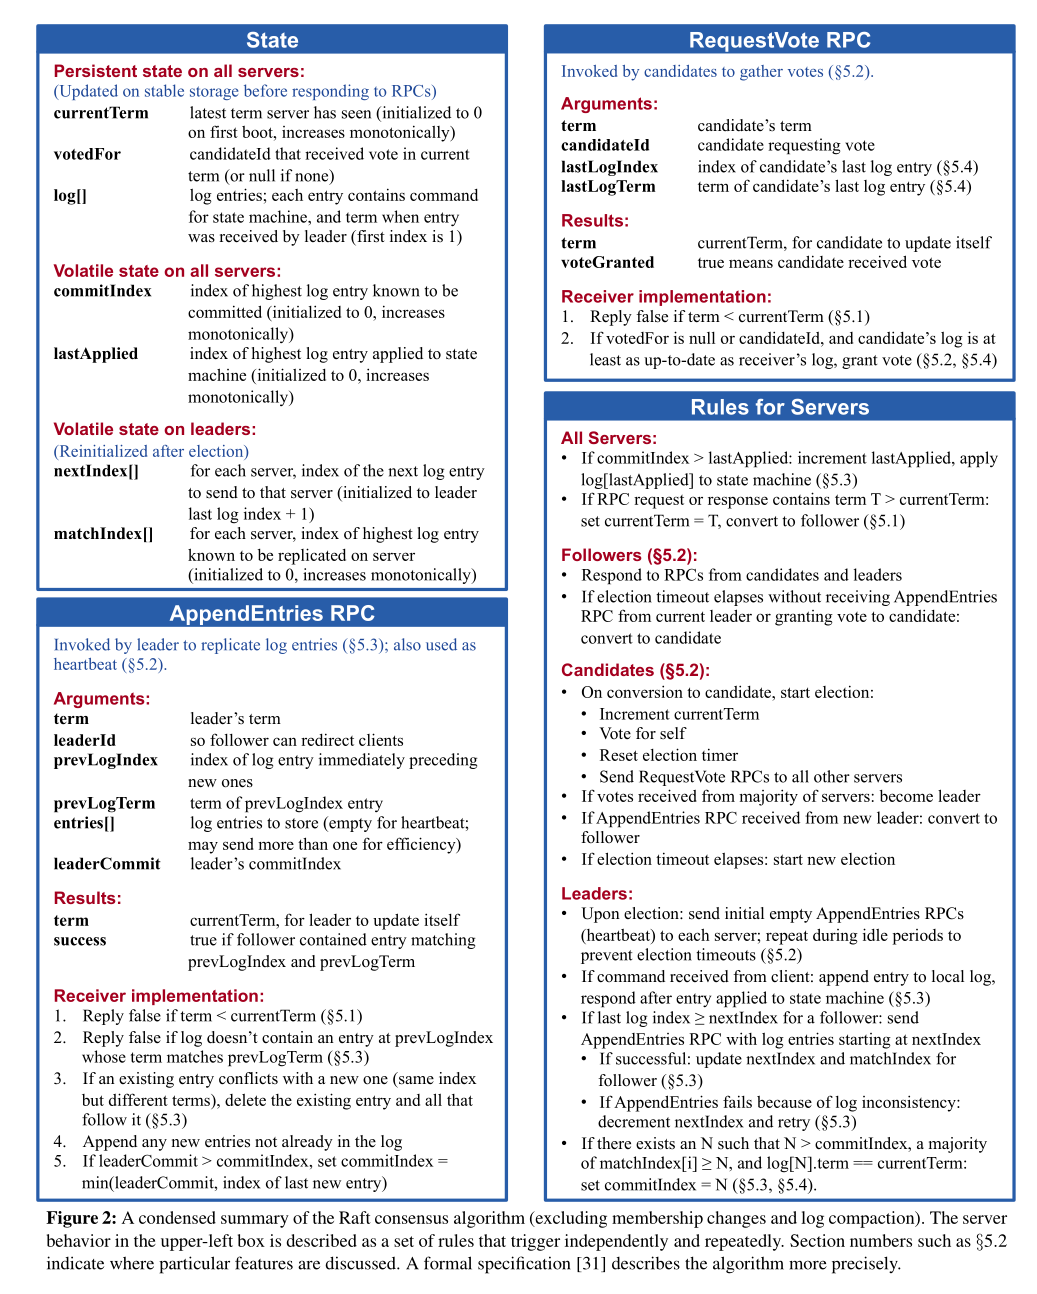 State
Persistent state on all servers:
(Updated on stable storage before responding to RPCs)
currentTerm latest term server has seen (initialized to 0
on first boot, increases monotonically)
votedFor candidateId that received vote in current
term (or null if none)
log[] log entries; each entry contains command
for state machine, and term when entry
was received by leader (first index is 1)
Volatile state on all servers:
commitIndex index of highest log entry known to be
committed (initialized to 0, increases
monotonically)
lastApplied index of highest log entry applied to state
machine (initialized to 0, increases
monotonically)
Volatile state on leaders:
(Reinitialized after election)
nextIndex[] for each server, index of the next log entry
to send to that server (initialized to leader
last log index + 1)
matchIndex[] for each server, index of highest log entry
known to be replicated on server
(initialized to 0, increases monotonically)
AppendEntries RPC
Invoked by leader to replicate log entries (§5.3); also used as
heartbeat (§5.2).
Arguments:
term leader’s term
leaderId so follower can redirect clients
prevLogIndex index of log entry immediately preceding
new ones
prevLogTerm term of prevLogIndex entry
entries[] log entries to store (empty for heartbeat;
may send more than one for efficiency)
leaderCommit leader’s commitIndex
Results:
term currentTerm, for leader to update itself
success true if follower contained entry matching
prevLogIndex and prevLogTerm
Receiver implementation:
1. Reply false if term < currentTerm (§5.1)
2. Reply false if log doesn’t contain an entry at prevLogIndex
whose term matches prevLogTerm (§5.3)
3. If an existing entry conflicts with a new one (same index
but different terms), delete the existing entry and all that
follow it (§5.3)
4. Append any new entries not already in the log
5. If leaderCommit > commitIndex, set commitIndex =
min(leaderCommit, index of last new entry)
RequestVote RPC
Invoked by candidates to gather votes (§5.2).
Arguments:
term candidate’s term
candidateId candidate requesting vote
lastLogIndex index of candidate’s last log entry (§5.4)
lastLogTerm term of candidate’s last log entry (§5.4)
Results:
term currentTerm, for candidate to update itself
voteGranted true means candidate received vote
Receiver implementation:
1. Reply false if term < currentTerm (§5.1)
2. If votedFor is null or candidateId, and candidate’s log is at
least as up-to-date as receiver’s log, grant vote (§5.2, §5.4)
Rules for Servers
All Servers:
• If commitIndex > lastApplied: increment lastApplied, apply
log[lastApplied] to state machine (§5.3)
• If RPC request or response contains term T > currentTerm:
set currentTerm = T, convert to follower (§5.1)
Followers (§5.2):
• Respond to RPCs from candidates and leaders
• If election timeout elapses without receiving AppendEntries
RPC from current leader or granting vote to candidate:
convert to candidate
Candidates (§5.2):
• On conversion to candidate, start election:
• Increment currentTerm
• Vote for self
• Reset election timer
• Send RequestVote RPCs to all other servers
• If votes received from majority of servers: become leader
• If AppendEntries RPC received from new leader: convert to
follower
• If election timeout elapses: start new election
Leaders:
• Upon election: send initial empty AppendEntries RPCs
(heartbeat) to each server; repeat during idle periods to
prevent election timeouts (§5.2)
• If command received from client: append entry to local log,
respond after entry applied to state machine (§5.3)
• If last log index ≥ nextIndex for a follower: send
AppendEntries RPC with log entries starting at nextIndex
• If successful: update nextIndex and matchIndex for
follower (§5.3)
• If AppendEntries fails because of log inconsistency:
decrement nextIndex and retry (§5.3)
• If there exists an N such that N > commitIndex, a majority
of matchIndex[i] ≥ N, and log[N].term == currentTerm:
set commitIndex = N (§5.3, §5.4).
Figure 2: A condensed summary of the Raft consensus algorithm (excluding membership changes and log compaction). The server
behavior in the upper-left box is described as a set of rules that trigger independently and repeatedly. Section numbers such as §5.2
indicate where particular features are discussed. A formal specification [31] describes the algorithm more precisely.